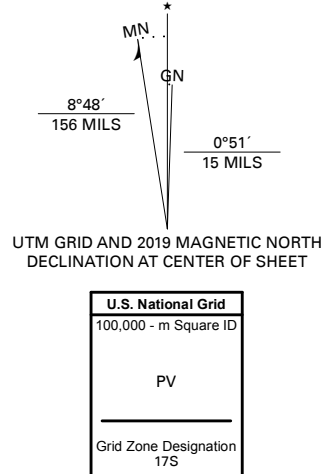 ★
MN
GN
8°48´
156 MILS
0°51´
15 MILS
UTM GRID AND 2019 MAGNETIC NORTH
DECLINATION AT CENTER OF SHEET
U.S. National Grid
100,000 - m Square ID
PV
Grid Zone Designation
17S